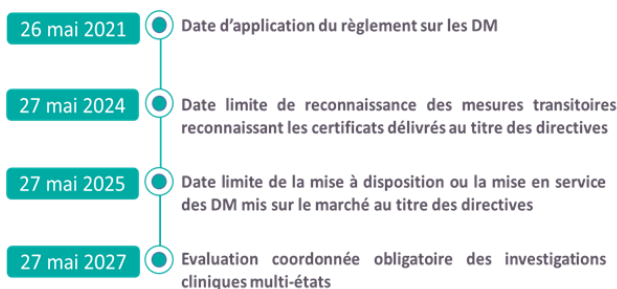 26 mai 2021
Date d'application du règlement sur les DM
27 mai 2024
Date limite de reconnaissance des mesures transitoires
reconnaissant les certificats délivrés au titre des directives
27 mai 2025
Date limite de la mise à disposition ou la mise en service
des DM mis sur le marché au titre des directives
27 mai 2027
Evaluation coordonnée obligatoire des investigations
cliniques multi-états